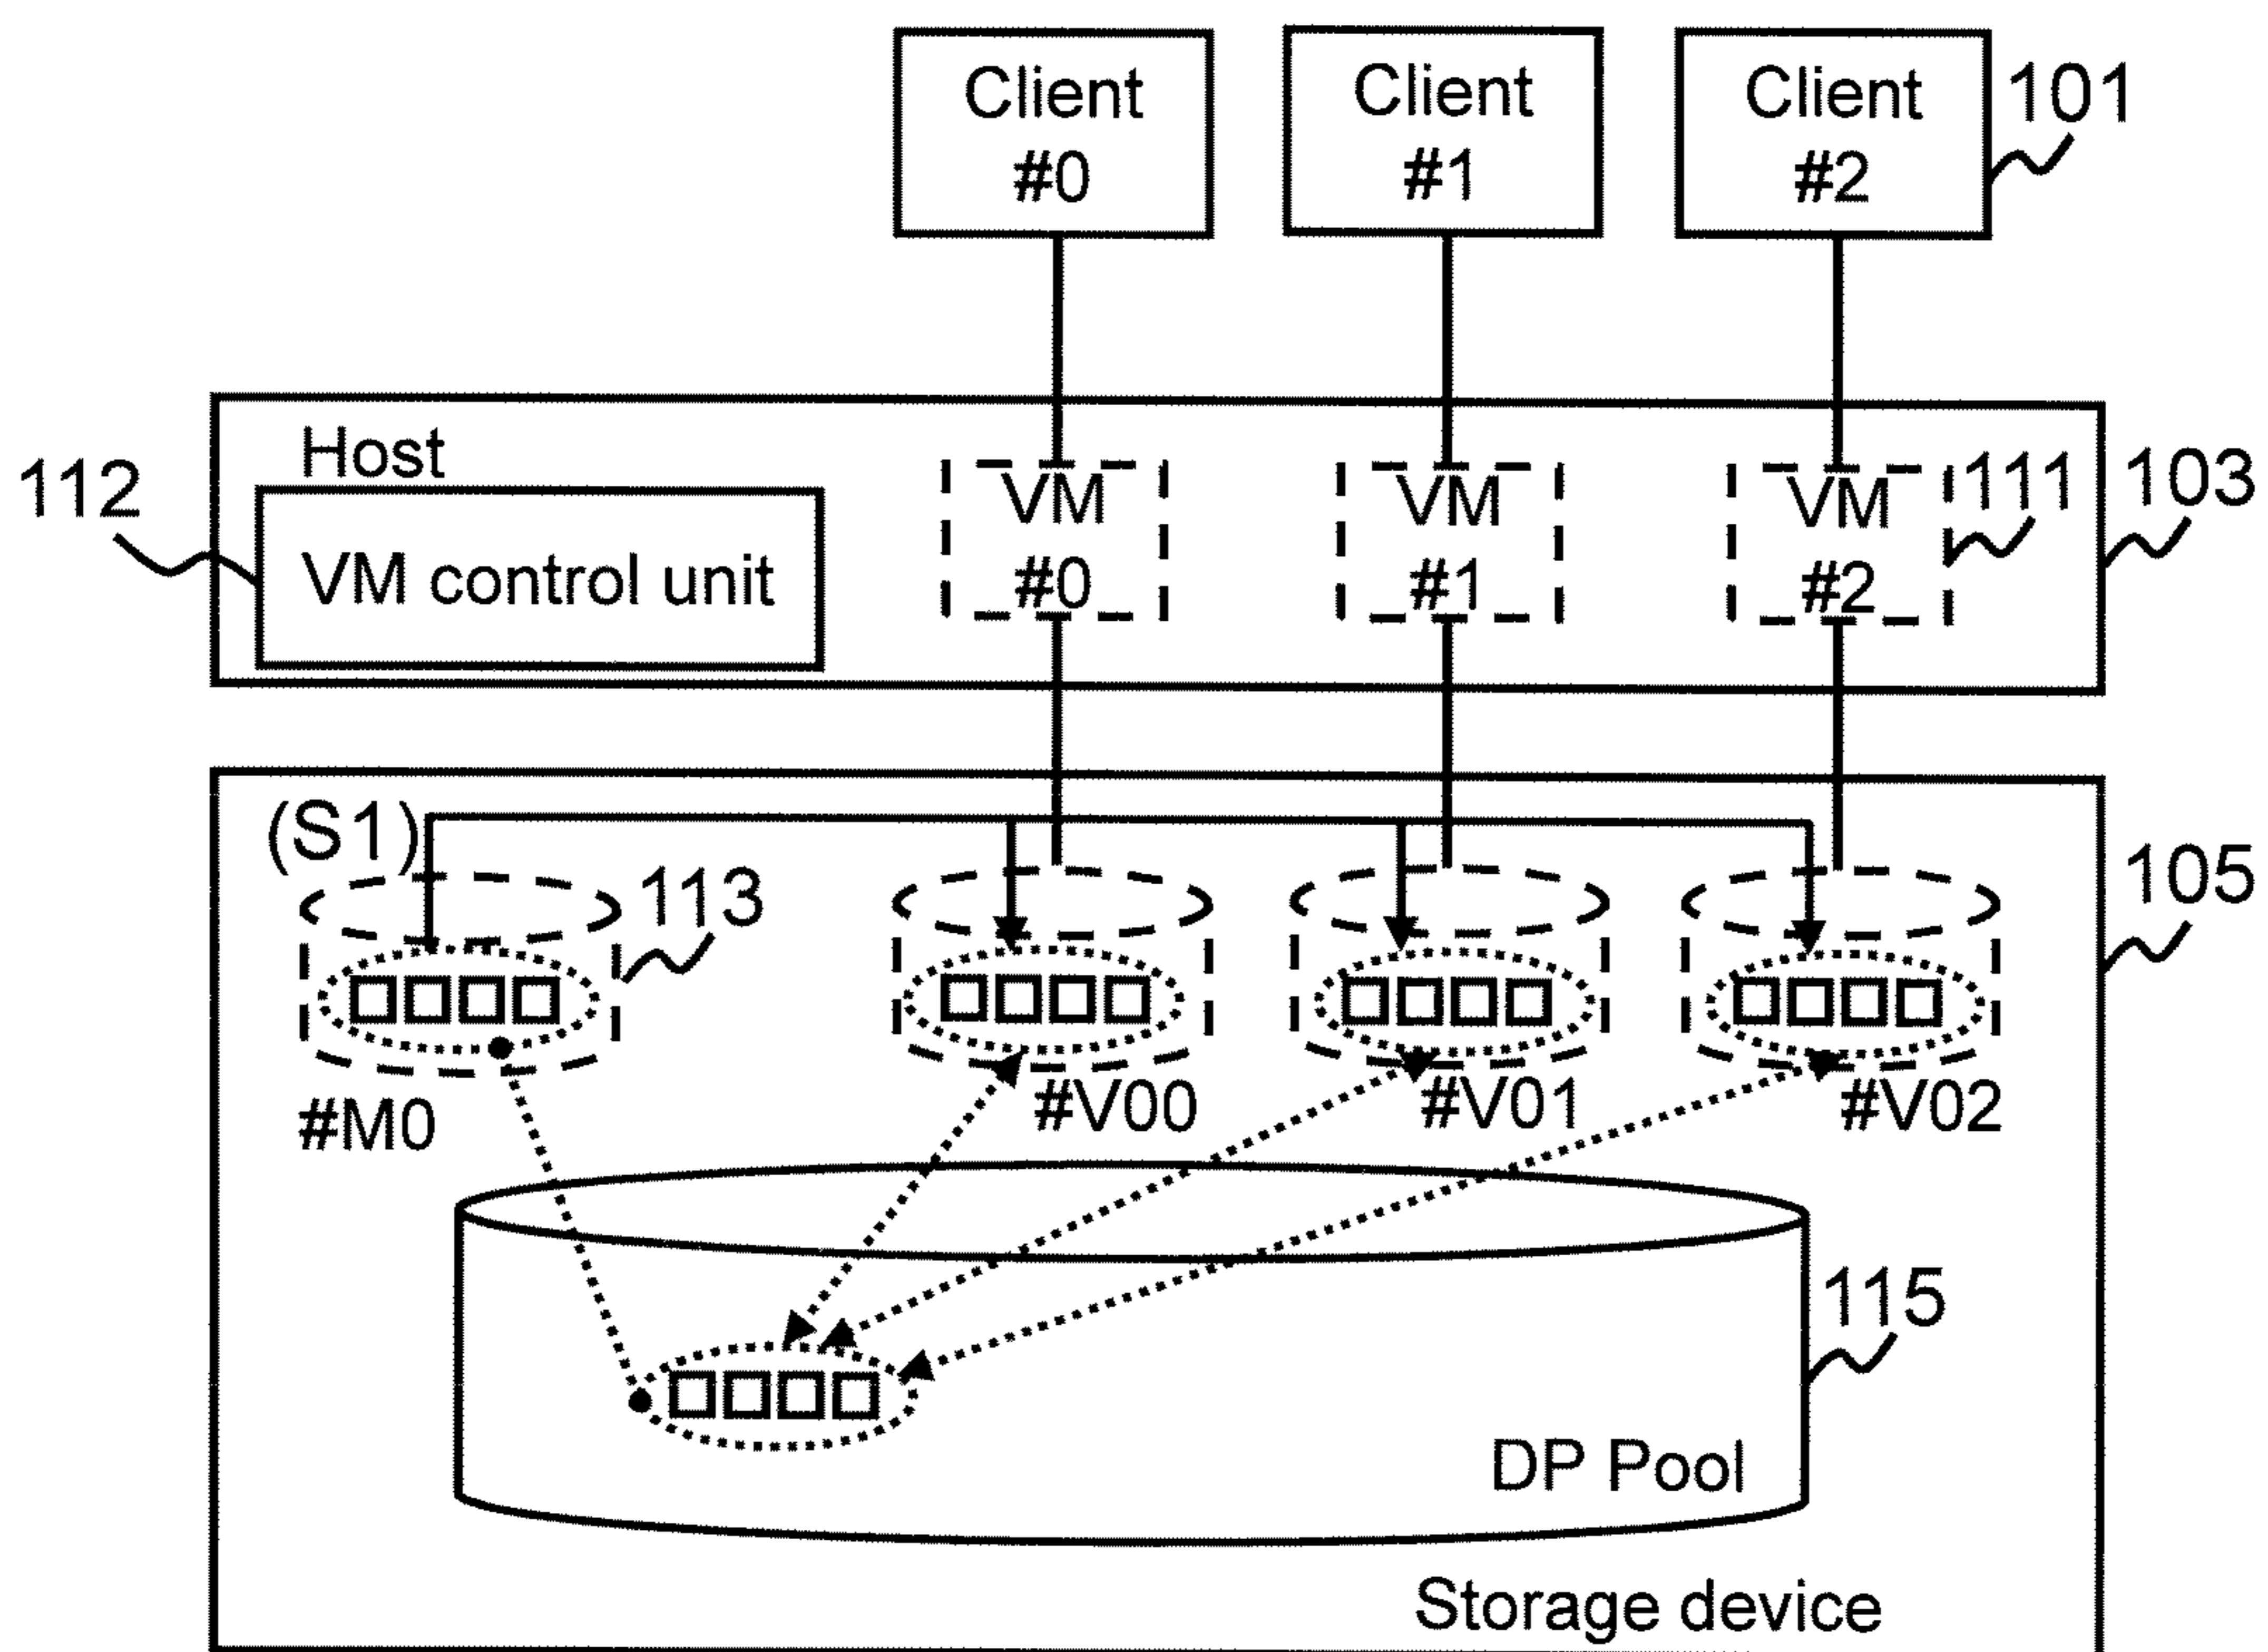 Client
#0
Client
#1
Client
#2
101
Host
112
VM control unit
VM
#0
VM
#1
VM
#2
111
103
(S1)
113
105
#M0
#V00
#V01
#V02
115
DP Pool
Storage device